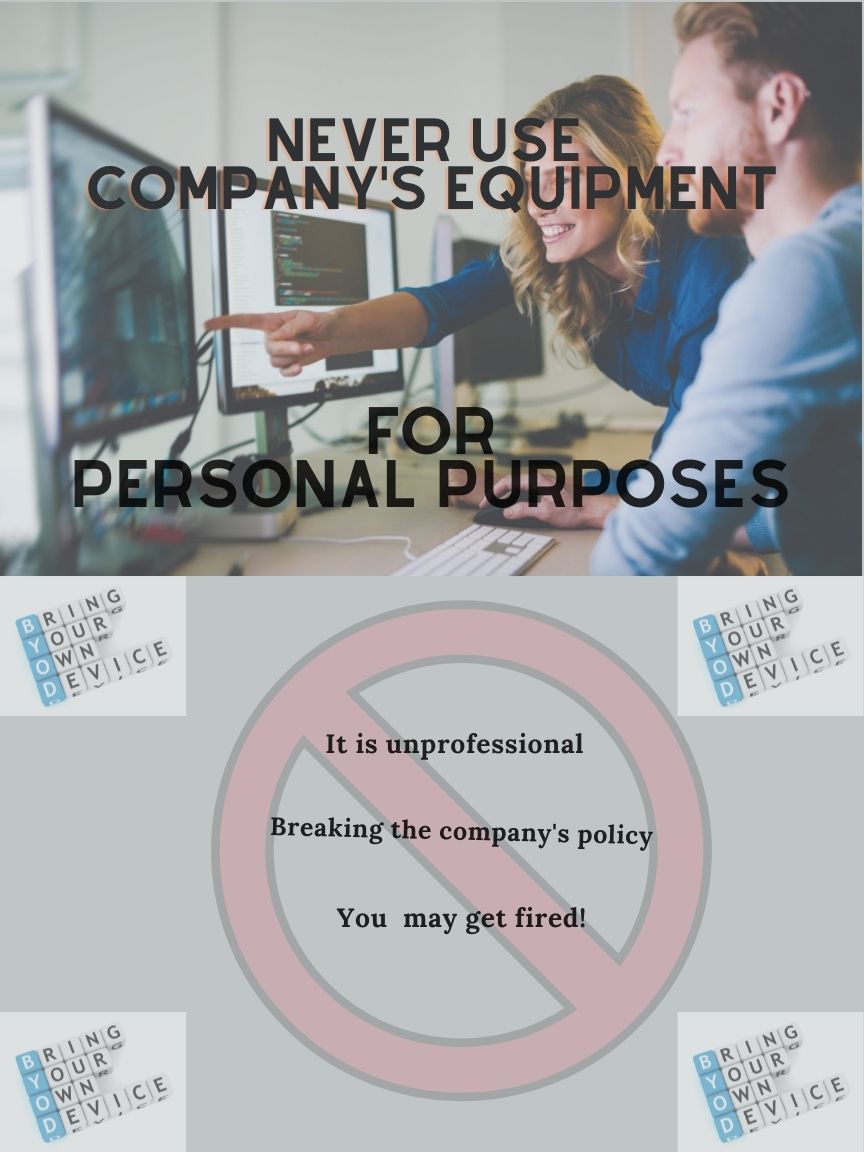 NEVER USE
COMPANY'S EQUIPMENT
FOR
PERSONAL PURPOSES
BRING
YOUR
OWN
DEVICE
BRING
YOUR
OWN
DEVICE
It is unprofessional
Breaking the company's policy
You may get fired!
BRING
YOUR
OWN
DEVICE
BRING
YOUR
OWN
DEVICE